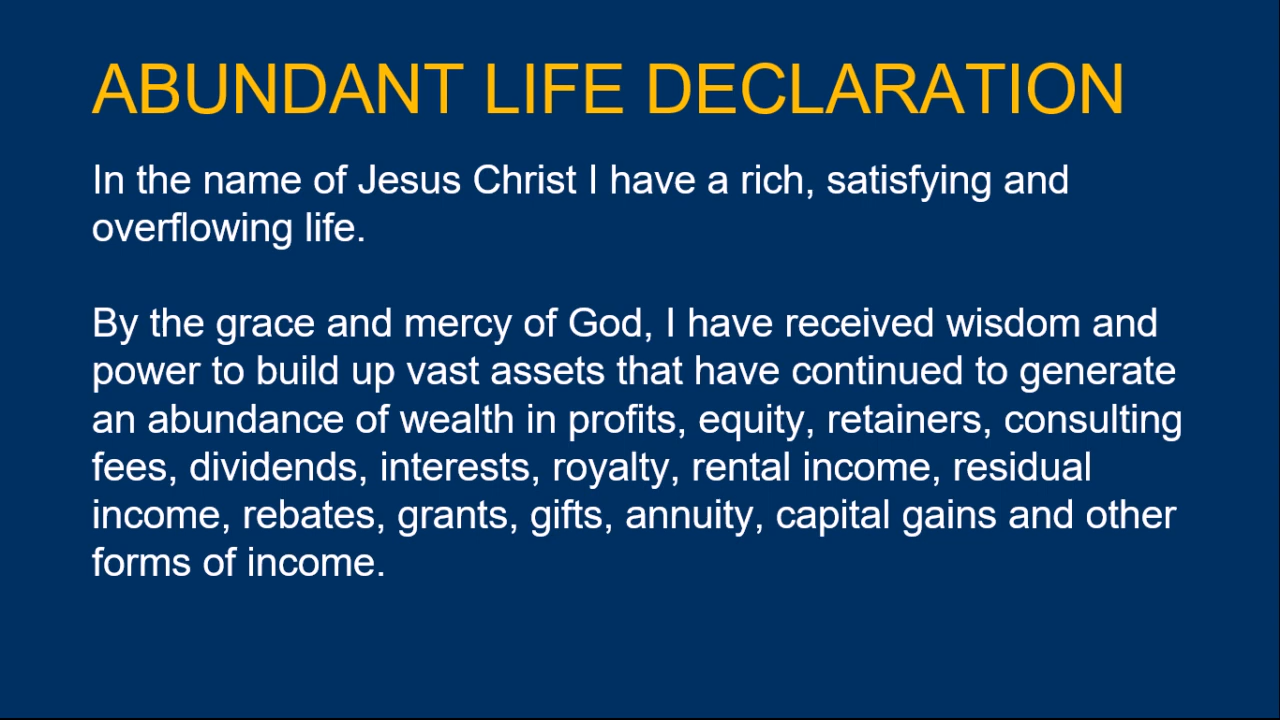 ABUNDANT LIFE DECLARATION
In the name of Jesus Christ I have a rich, satisfying and
overflowing life.
By the grace and mercy of God, I have received wisdom and
power to build up vast assets that have continued to generate
an abundance of wealth in profits, equity, retainers, consulting
fees, dividends, interests, royalty, rental income, residual
income, rebates, grants, gifts, annuity, capital gains and other
forms of income.